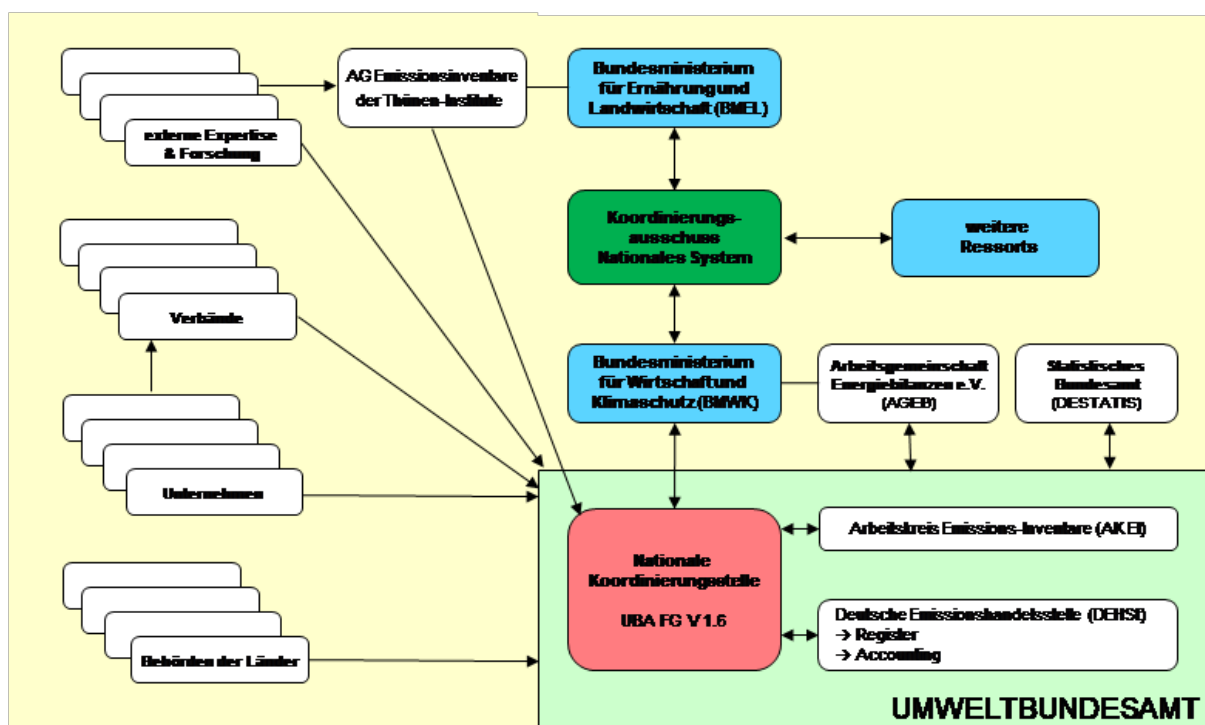 AG Emissionsinventare
der Thünen-Institute
Bundesministerium
für Ernährung und
Landwirtschaft (BMEL)
externe Expertise
& Forschung
Koordinierungs-
ausschuss
Nationales System
weitere
Ressorts
Verbände
Bundesministerium
für Wirtschaft und
Klimaschutz (BMWK)
Arbeitsgemeinschaft
Energiebilanzen e.V.
(AGEB)
Statistisches
Bundesamt
(DESTATIS)
Unternehmen
Nationale
Koordinierungsstelle
UBA FG V 1.6
Arbeitskreis Emissions-Inventare (AKEI)
Deutsche Emissionshandelsstelle (DEHSt)
→ Register
→ Accounting
Behörden der Länder
UMWELTBUNDESAMT